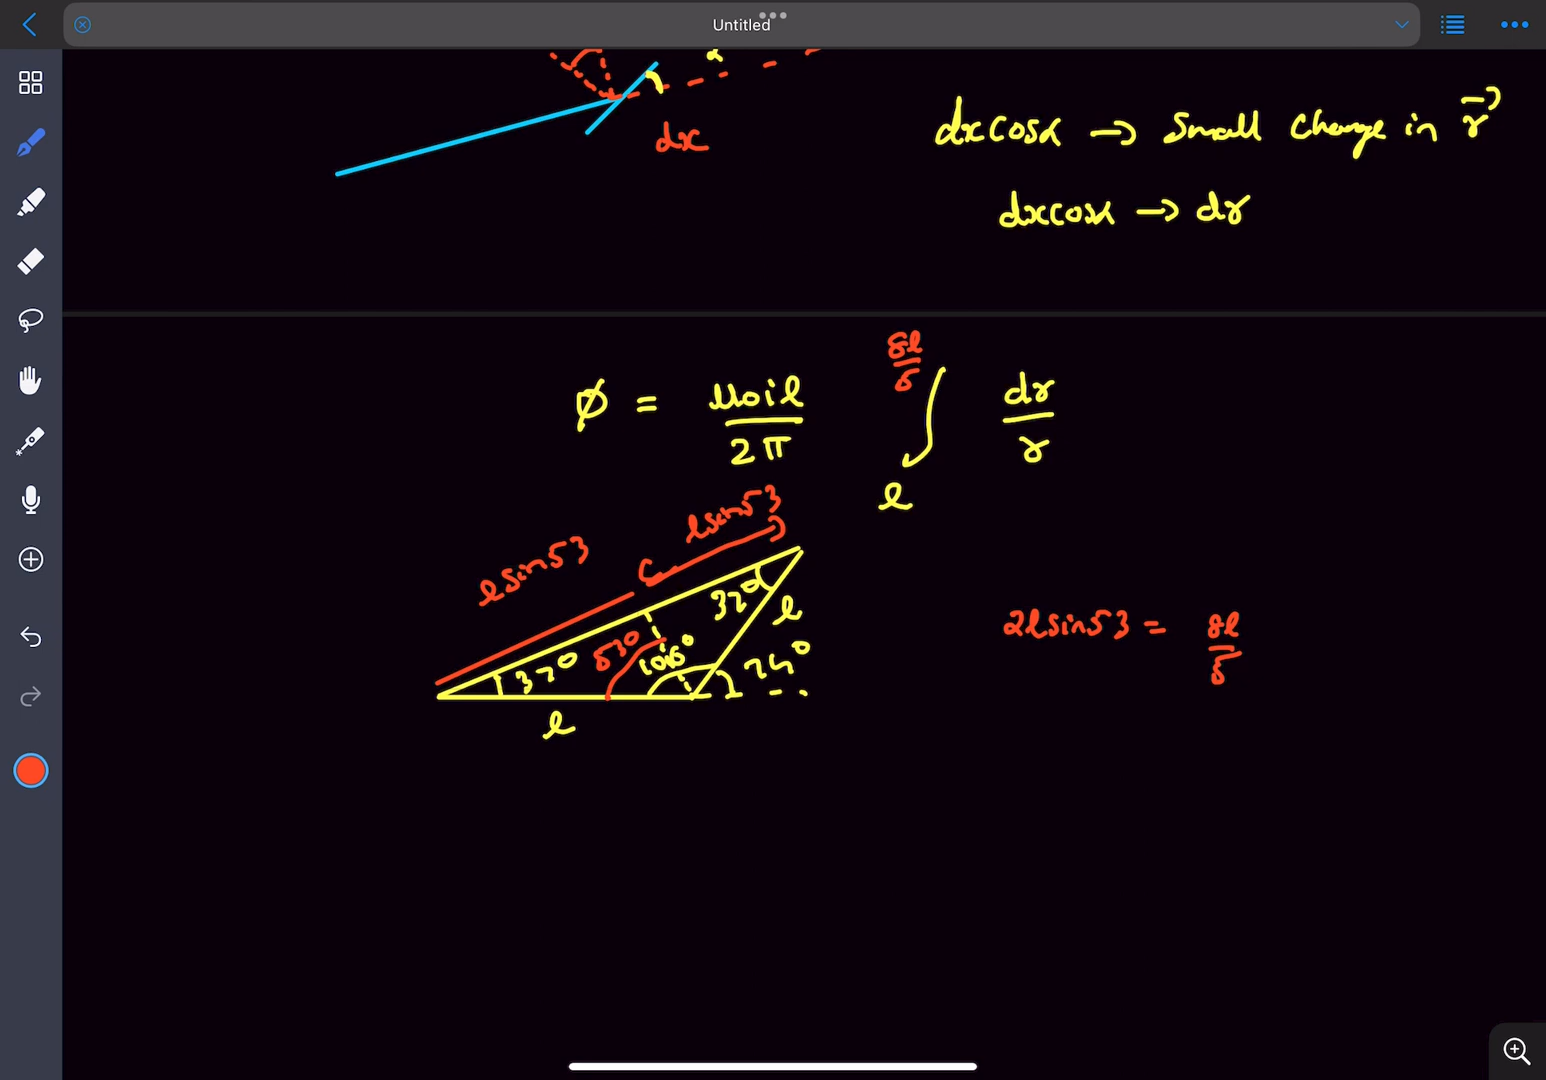 Untitled
α
dx
dx cosα → Small Change in r⃗
dx cosα → dr
8l/5
ϕ = μoil/2π ∫ dr/r
l
lsin53
lsin53
37°
l
2lsin53 = 8l/5
53°
106°
37°
74°
l